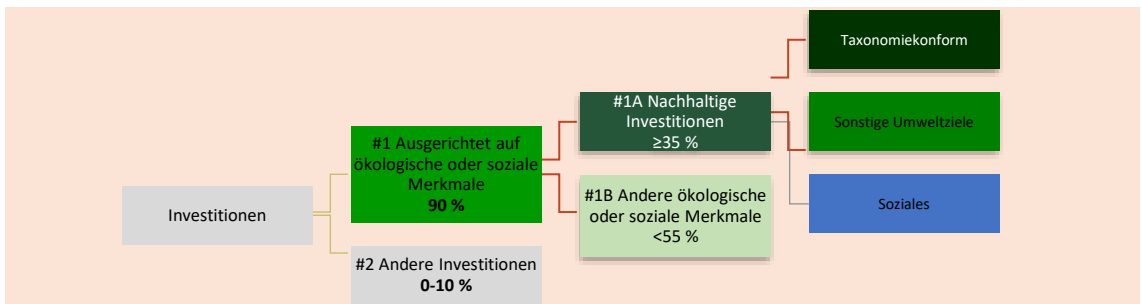 Investitionen
#1 Ausgerichtet auf
ökologische oder soziale
Merkmale
90 %
#2 Andere Investitionen
0-10 %
#1A Nachhaltige
Investitionen
≥35 %
#1B Andere ökologische
oder soziale Merkmale
<55 %
Taxonomiekonform
Sonstige Umweltziele
Soziales